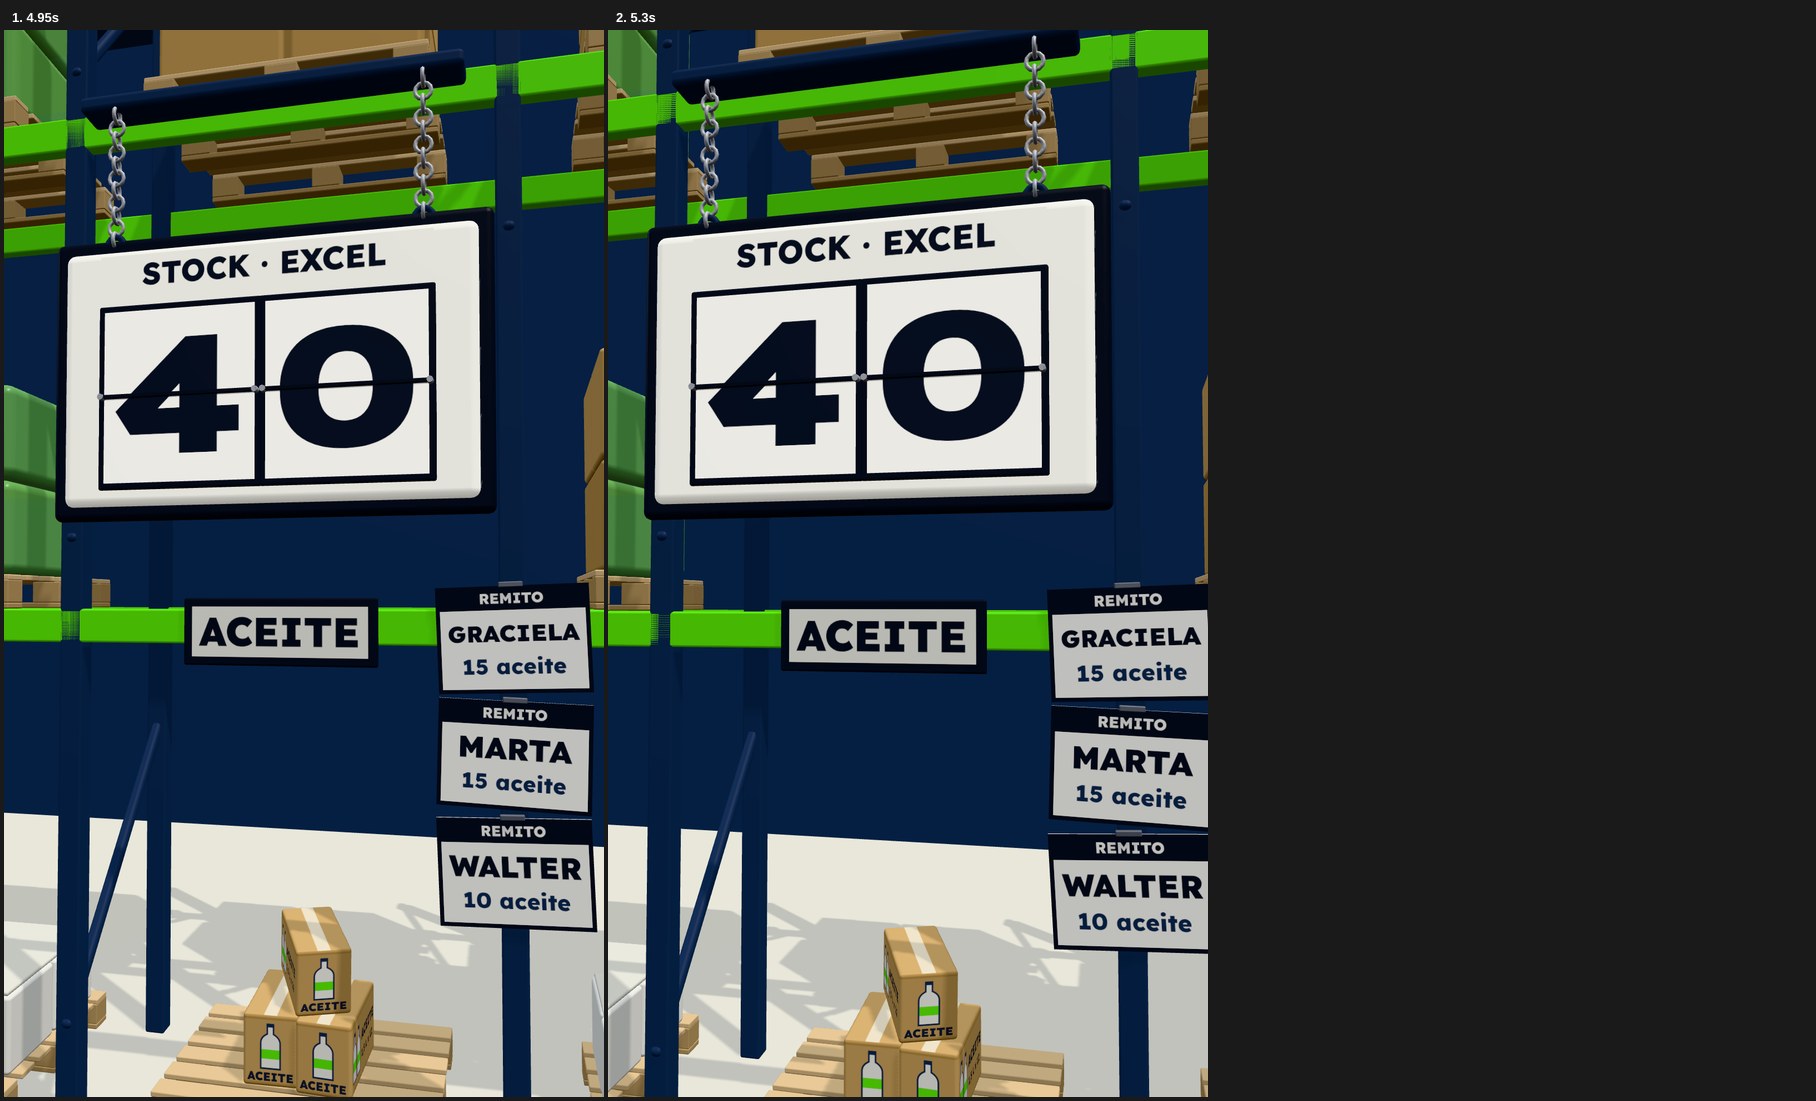 1. 4.95s
STOCK · EXCEL
40
ACEITE
REMITO
GRACIELA
15 aceite
REMITO
MARTA
15 aceite
REMITO
WALTER
10 aceite
ACEITE
ACEITE
ACEITE
2. 5.3s
STOCK · EXCEL
40
ACEITE
REMITO
GRACIELA
15 aceite
REMITO
MARTA
15 aceite
REMITO
WALTER
10 aceite
ACEITE